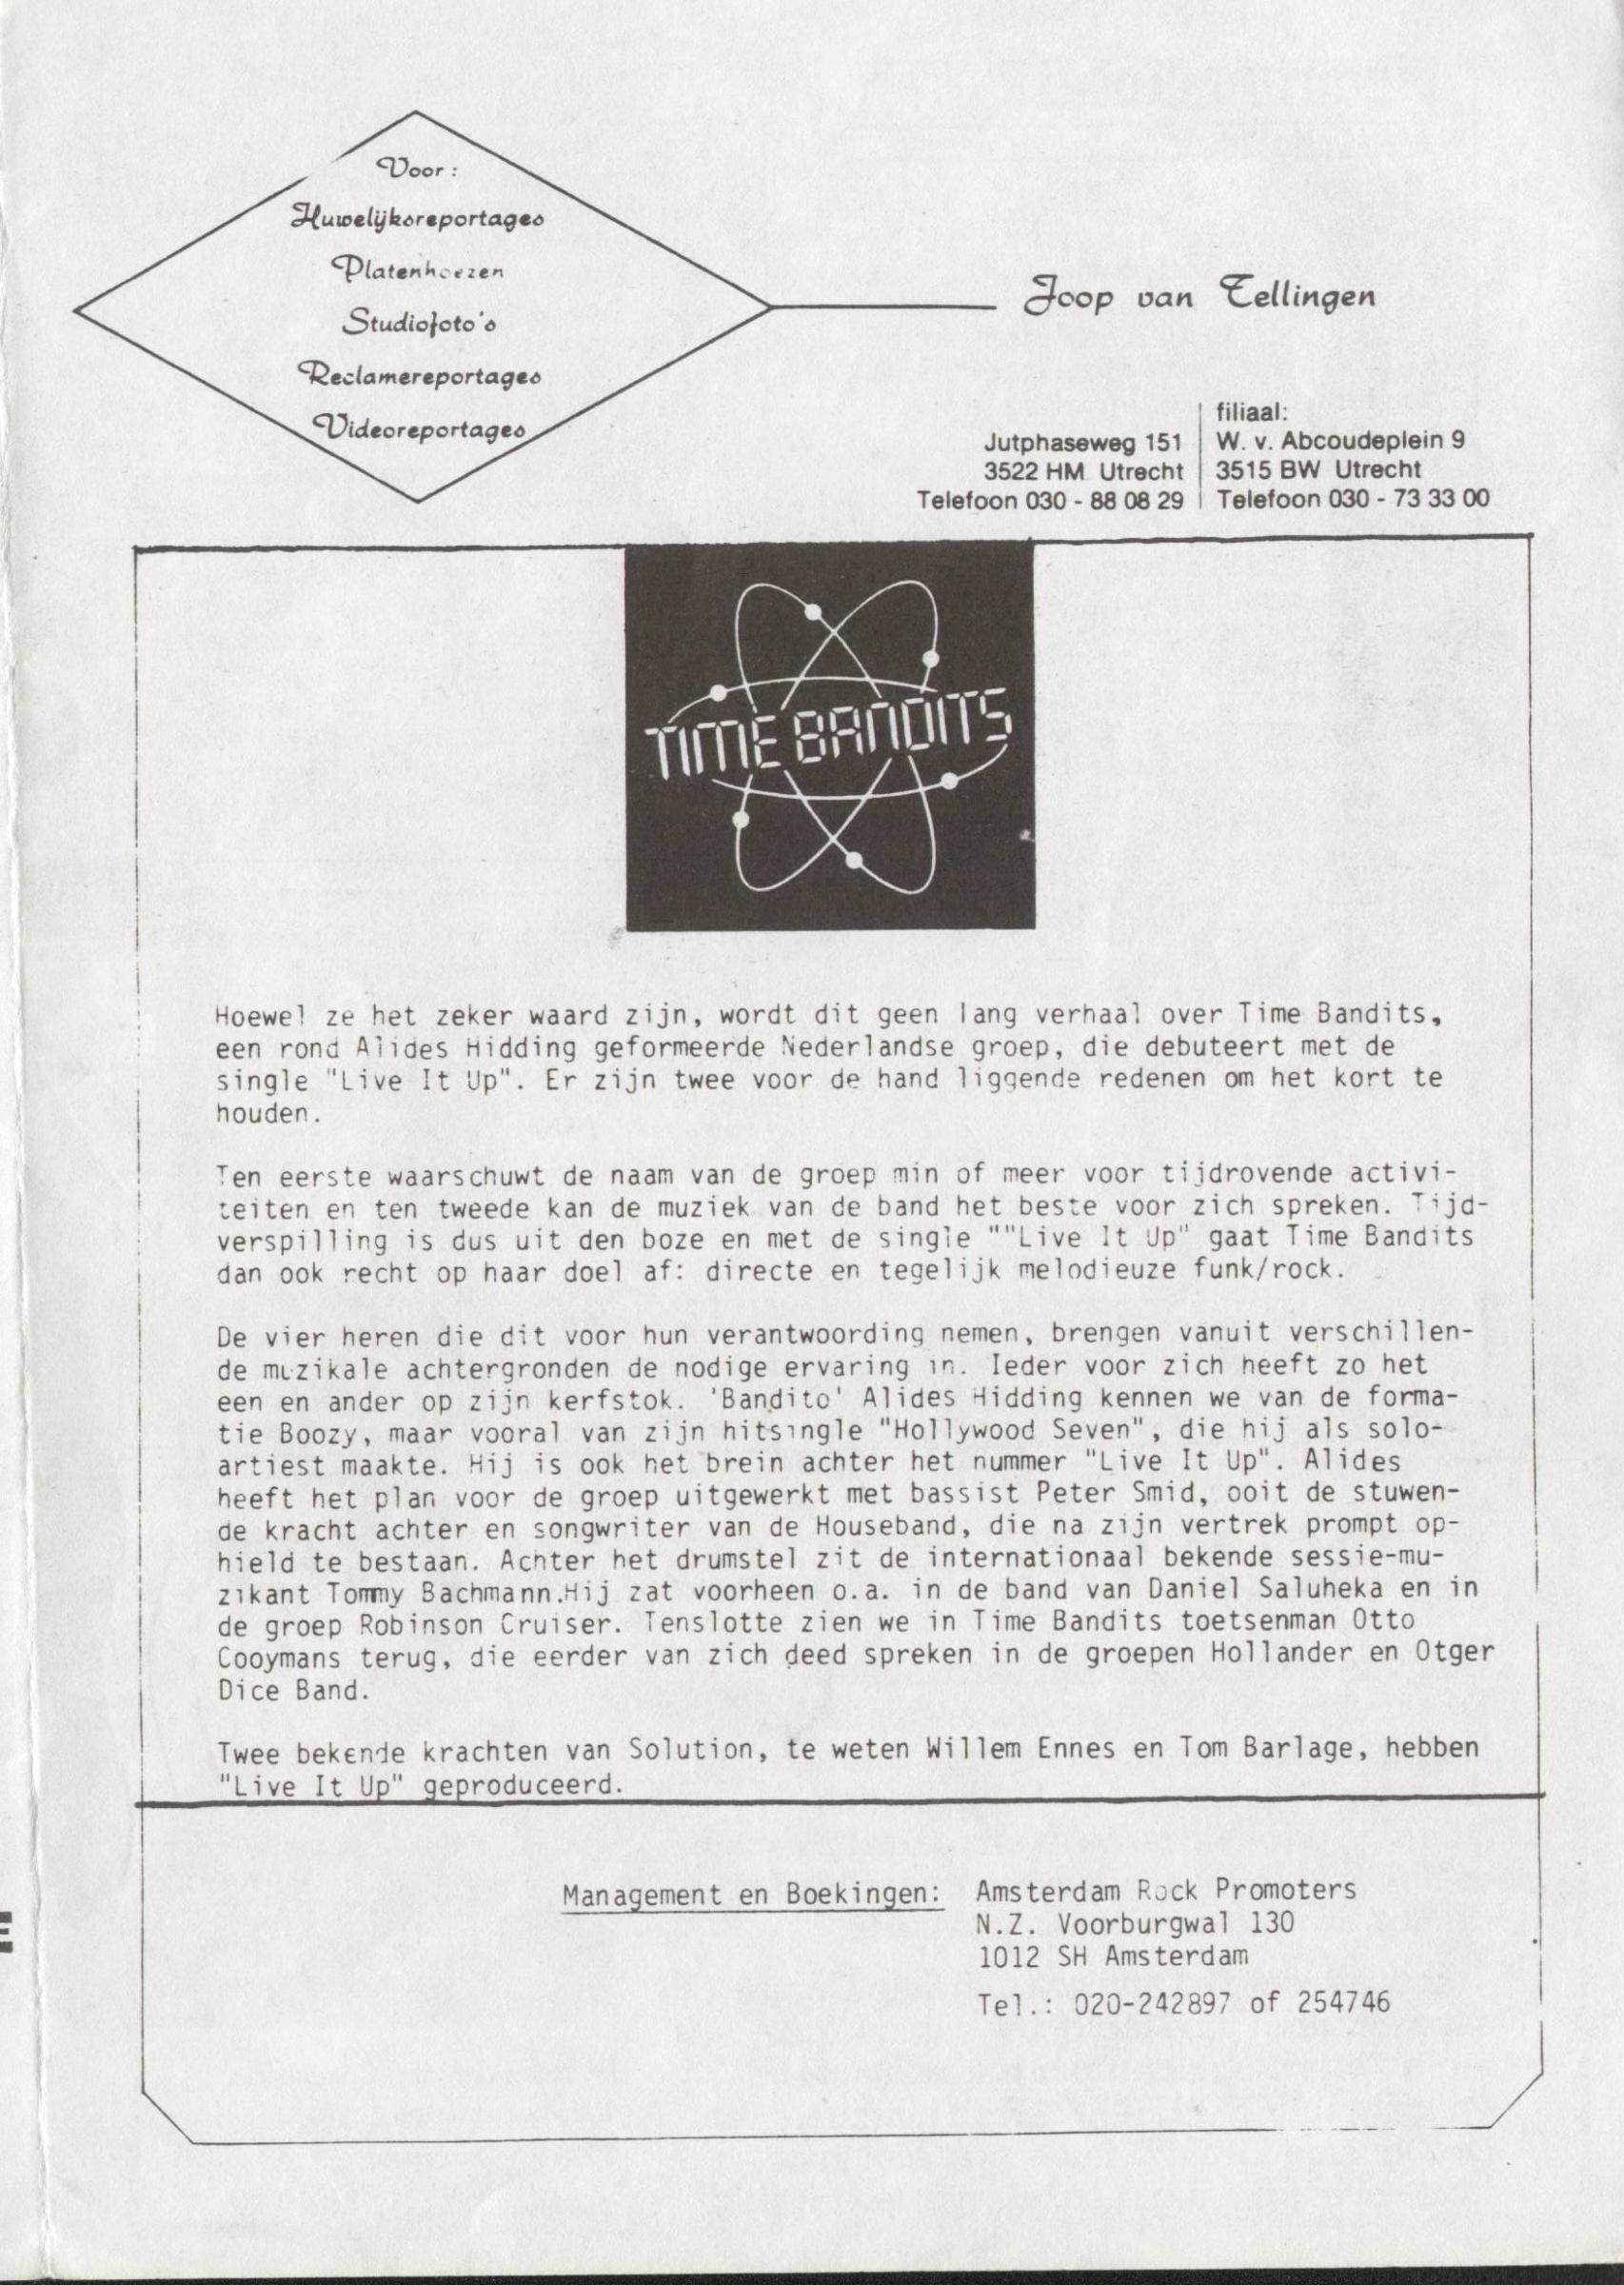 Voor :
Huwelijksreportages
Platenhoezen
Studiofoto's
Reclamereportages
Videoreportages
Joop van Tellingen
Jutphaseweg 151
3522 HM Utrecht
Telefoon 030 - 88 08 29
filiaal:
W. v. Abcoudeplein 9
3515 BW Utrecht
Telefoon 030 - 73 33 00
TIME BANDITS
Hoewel ze het zeker waard zijn, wordt dit geen lang verhaal over Time Bandits,
een rond Alides Hidding geformeerde Nederlandse groep, die debuteert met de
single "Live It Up". Er zijn twee voor de hand liggende redenen om het kort te
houden.
Ten eerste waarschuwt de naam van de groep min of meer voor tijdrovende activi-
teiten en ten tweede kan de muziek van de band het beste voor zich spreken. Tijd-
verspilling is dus uit den boze en met de single ""Live It Up" gaat Time Bandits
dan ook recht op haar doel af: directe en tegelijk melodieuze funk/rock.
De vier heren die dit voor hun verantwoording nemen, brengen vanuit verschillen-
de muzikale achtergronden de nodige ervaring in. Ieder voor zich heeft zo het
een en ander op zijn kerfstok. 'Bandito' Alides Hidding kennen we van de forma-
tie Boozy, maar vooral van zijn hitsingle "Hollywood Seven", die hij als solo-
artiest maakte. Hij is ook het brein achter het nummer "Live It Up". Alides
heeft het plan voor de groep uitgewerkt met bassist Peter Smid, ooit de stuwen-
de kracht achter en songwriter van de Houseband, die na zijn vertrek prompt op-
hield te bestaan. Achter het drumstel zit de internationaal bekende sessie-mu-
zikant Tommy Bachmann.Hij zat voorheen o.a. in de band van Daniel Saluheka en in
de groep Robinson Cruiser. Tenslotte zien we in Time Bandits toetsenman Otto
Cooymans terug, die eerder van zich deed spreken in de groepen Hollander en Otger
Dice Band.
Twee bekende krachten van Solution, te weten Willem Ennes en Tom Barlage, hebben
"Live It Up" geproduceerd.
Management en Boekingen: Amsterdam Rock Promoters
N.Z. Voorburgwal 130
1012 SH Amsterdam
Tel.: 020-242897 of 254746